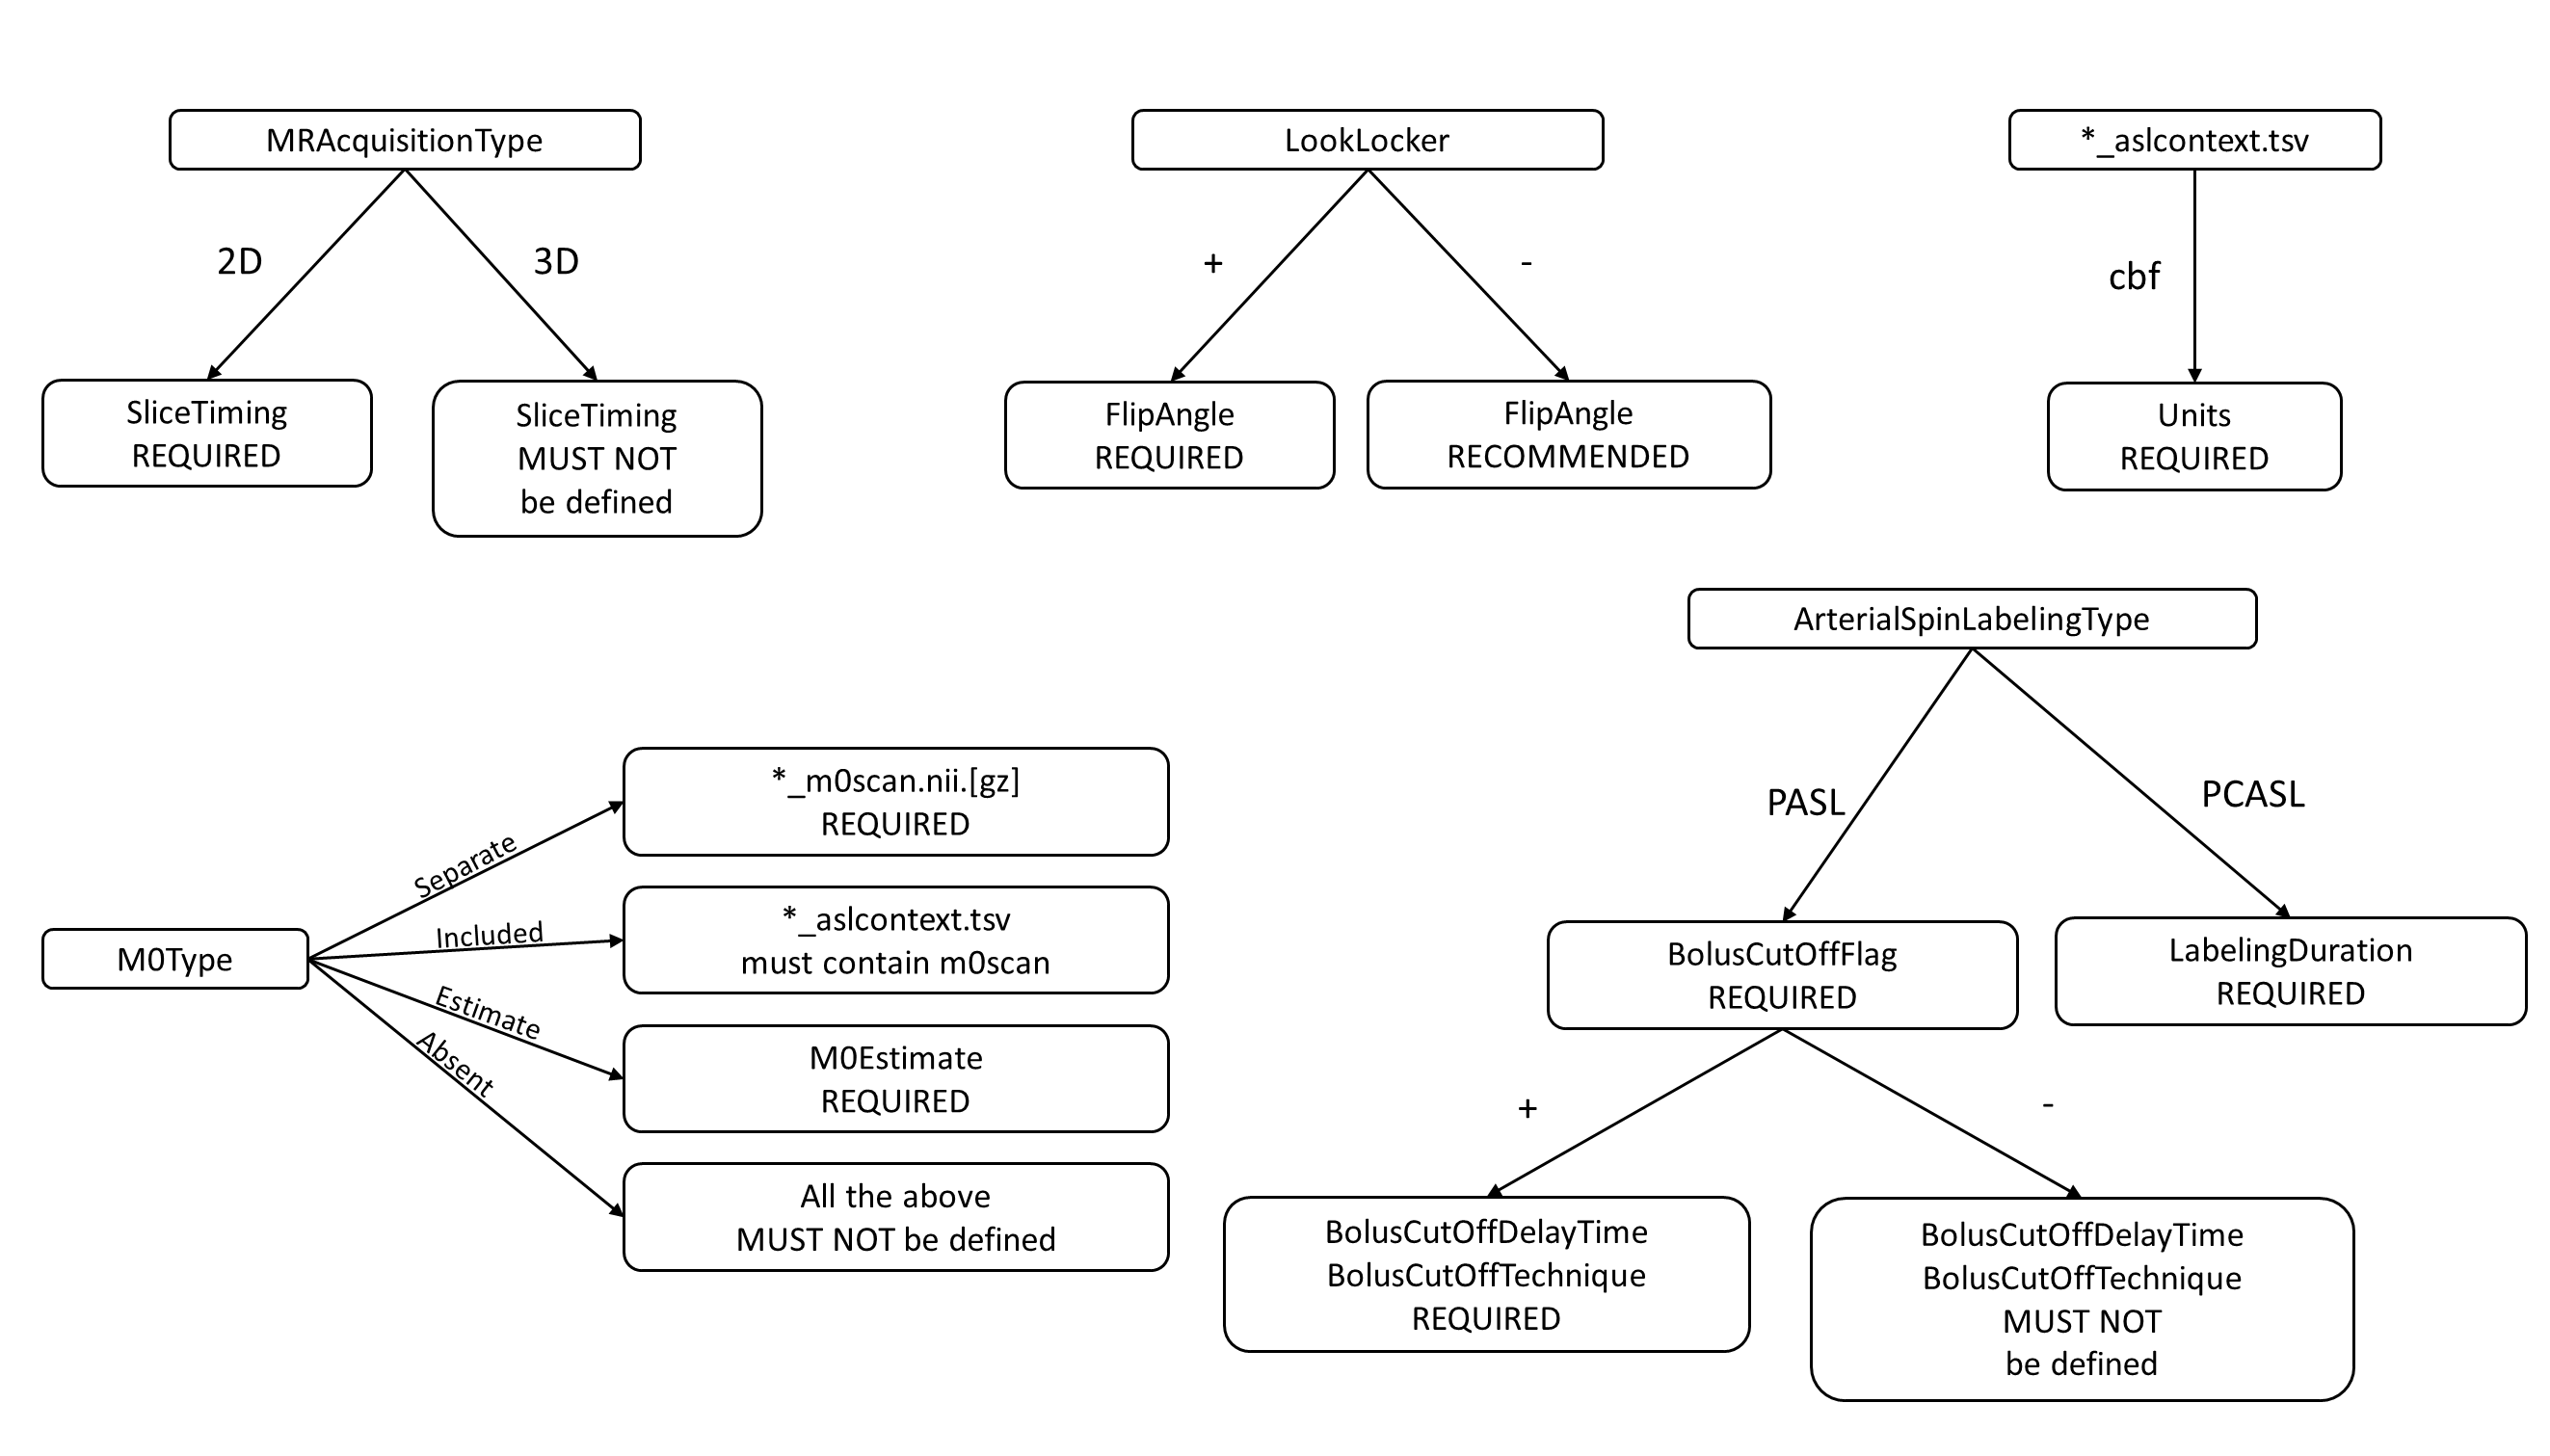 MRAcquisitionType
2D
3D
SliceTiming
REQUIRED
SliceTiming
MUST NOT
be defined
LookLocker
+
-
FlipAngle
REQUIRED
FlipAngle
RECOMMENDED
*_aslcontext.tsv
cbf
Units
REQUIRED
M0Type
Separate
Included
Estimate
Absent
*_m0scan.nii.[gz]
REQUIRED
*_aslcontext.tsv
must contain m0scan
M0Estimate
REQUIRED
All the above
MUST NOT be defined
ArterialSpinLabelingType
PASL
PCASL
BolusCutOffFlag
REQUIRED
LabelingDuration
REQUIRED
+
-
BolusCutOffDelayTime
BolusCutOffTechnique
REQUIRED
BolusCutOffDelayTime
BolusCutOffTechnique
MUST NOT
be defined